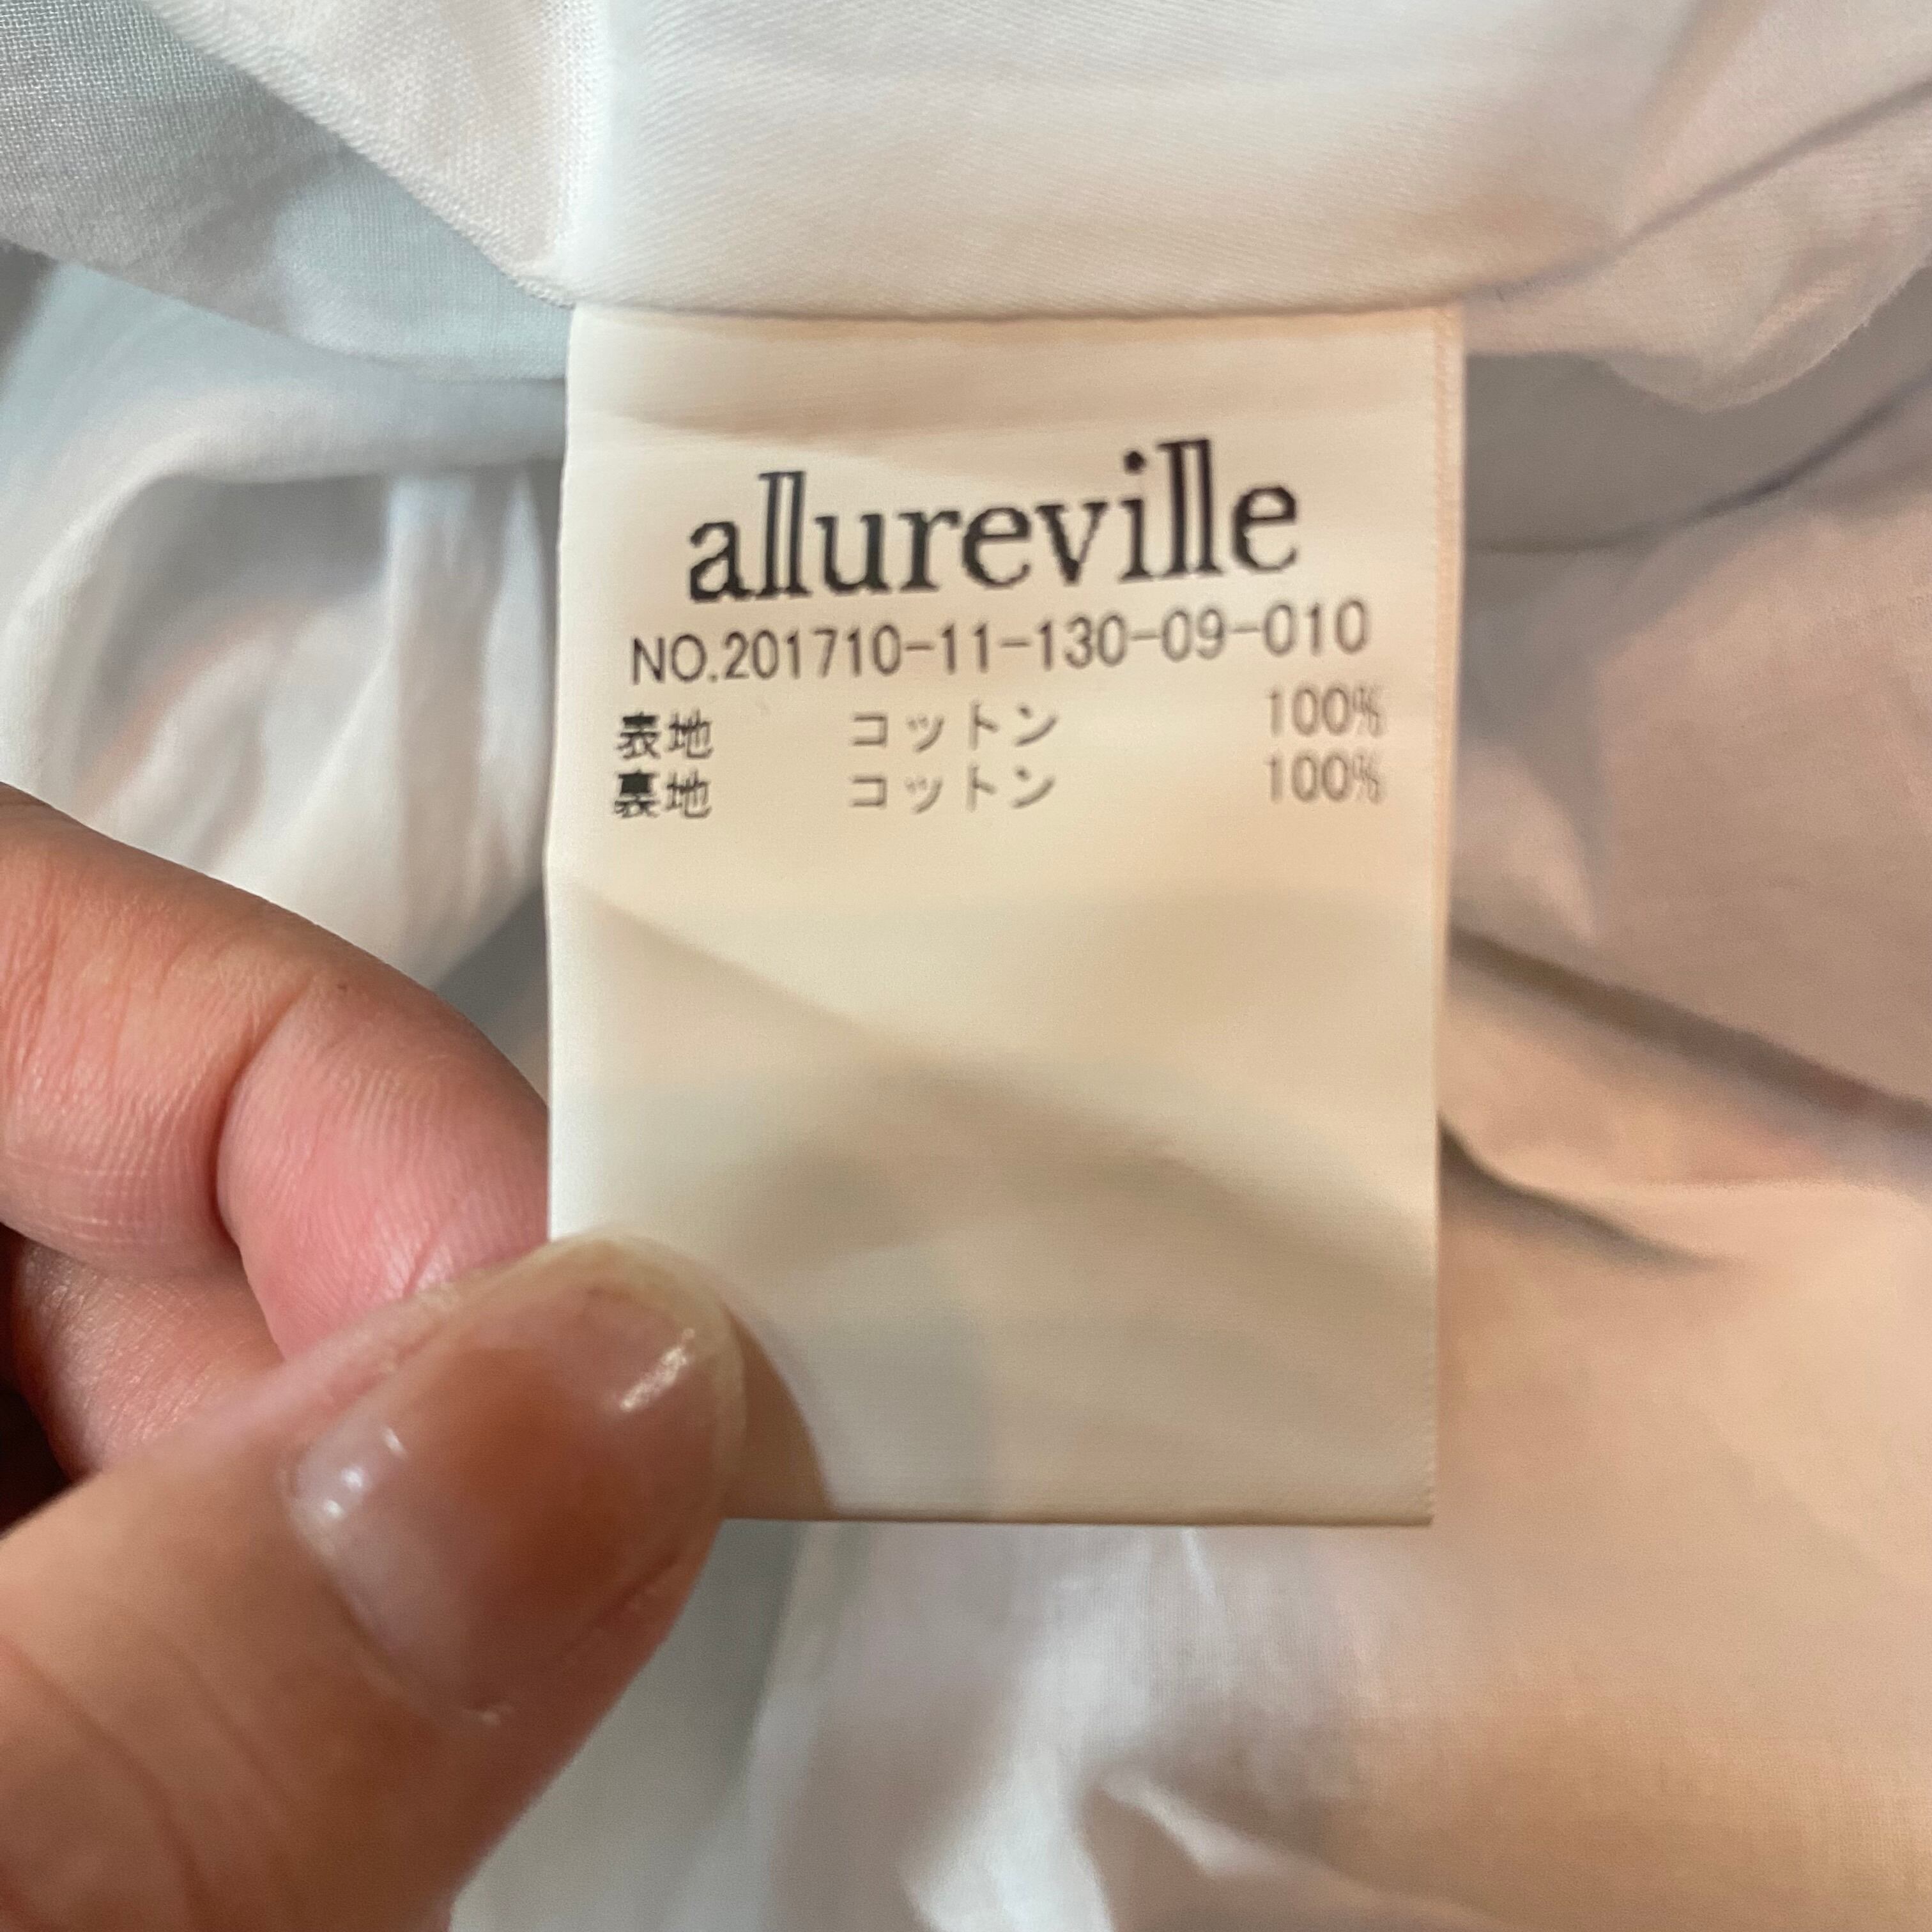 allureville
NO.201710-11-130-09-010
表地 コットン 100%
裏地 コットン 100%